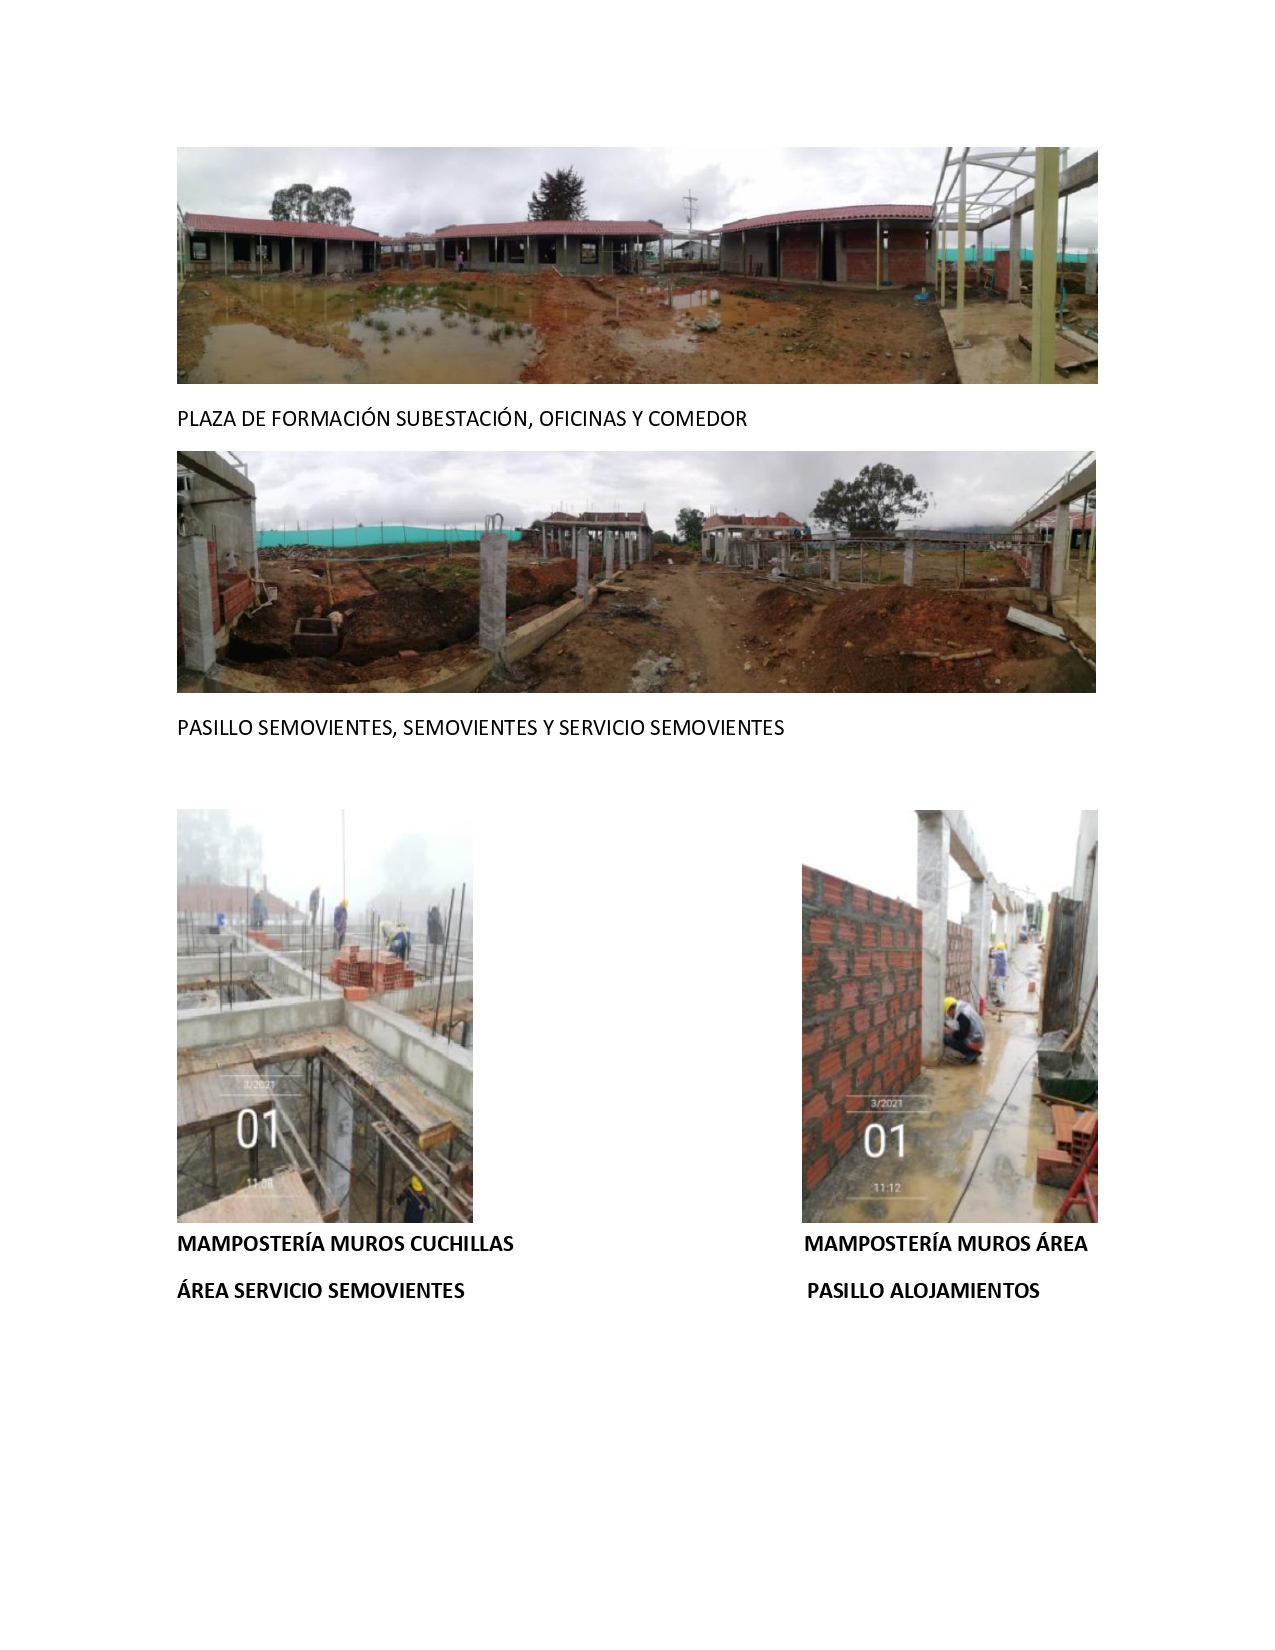 PLAZA DE FORMACIÓN SUBESTACIÓN, OFICINAS Y COMEDOR
PASILLO SEMOVIENTES, SEMOVIENTES Y SERVICIO SEMOVIENTES
3/2021
01
11:08
3/2021
01
11:12
MAMPOSTERÍA MUROS CUCHILLAS
ÁREA SERVICIO SEMOVIENTES
MAMPOSTERÍA MUROS ÁREA
PASILLO ALOJAMIENTOS